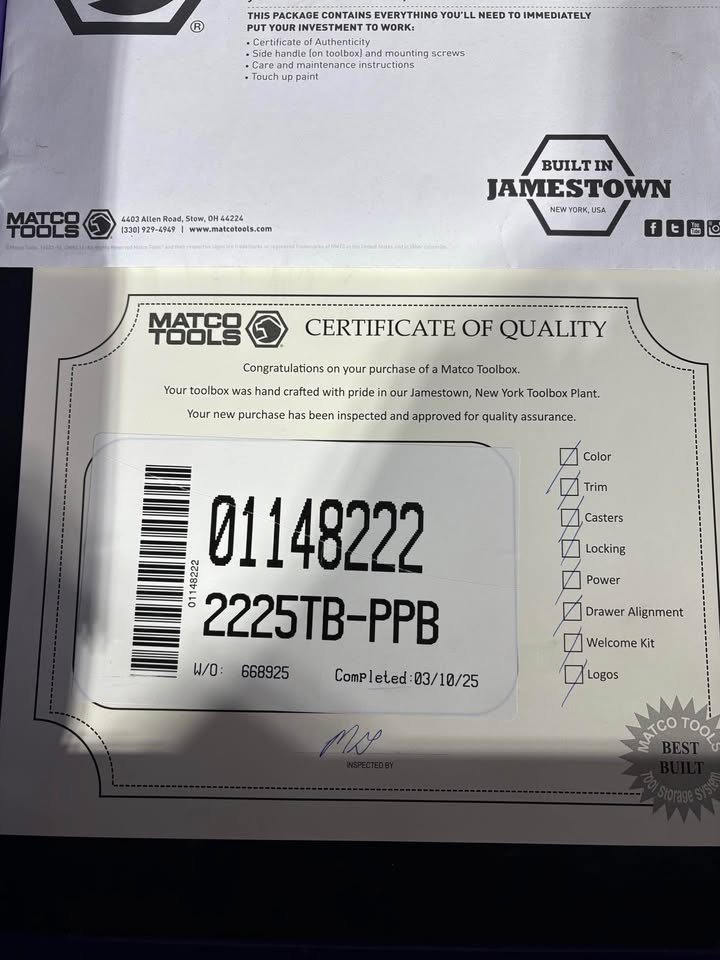 ®
THIS PACKAGE CONTAINS EVERYTHING YOU'LL NEED TO IMMEDIATELY
PUT YOUR INVESTMENT TO WORK:
• Certificate of Authenticity
• Side handle (on toolbox) and mounting screws
• Care and maintenance instructions
• Touch up paint
BUILT IN
JAMESTOWN
NEW YORK, USA
MATCO
TOOLS
4403 Allen Road, Stow, OH 44224
(330) 929-4949 | www.matcotools.com
MATCO
TOOLS
CERTIFICATE OF QUALITY
Congratulations on your purchase of a Matco Toolbox.
Your toolbox was hand crafted with pride in our Jamestown, New York Toolbox Plant.
Your new purchase has been inspected and approved for quality assurance.
01148222
01148222
2225TB-PPB
W/O: 668925 Completed:03/10/25
Color
Trim
Casters
Locking
Power
Drawer Alignment
Welcome Kit
Logos
INSPECTED BY
MATCO TOOLS
BEST
BUILT
Tool Storage